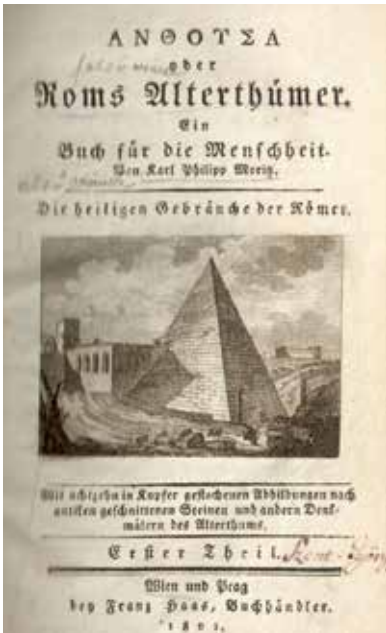 ΑΝΘΟΥΣΑ
oder
Roms Alterthümer.
Ein
Buch für die Menschheit.
Von Karl Philipp Moritz.
Die heiligen Gebräuche der Römer.
Mit achtzehn in Kupfer gestochenen Abbildungen nach
antiken geschnittenen Steinen und andern Denk-
mälern des Alterthums.
Erster Theil.
Wien und Prag
bey Franz Haas, Buchhändler.